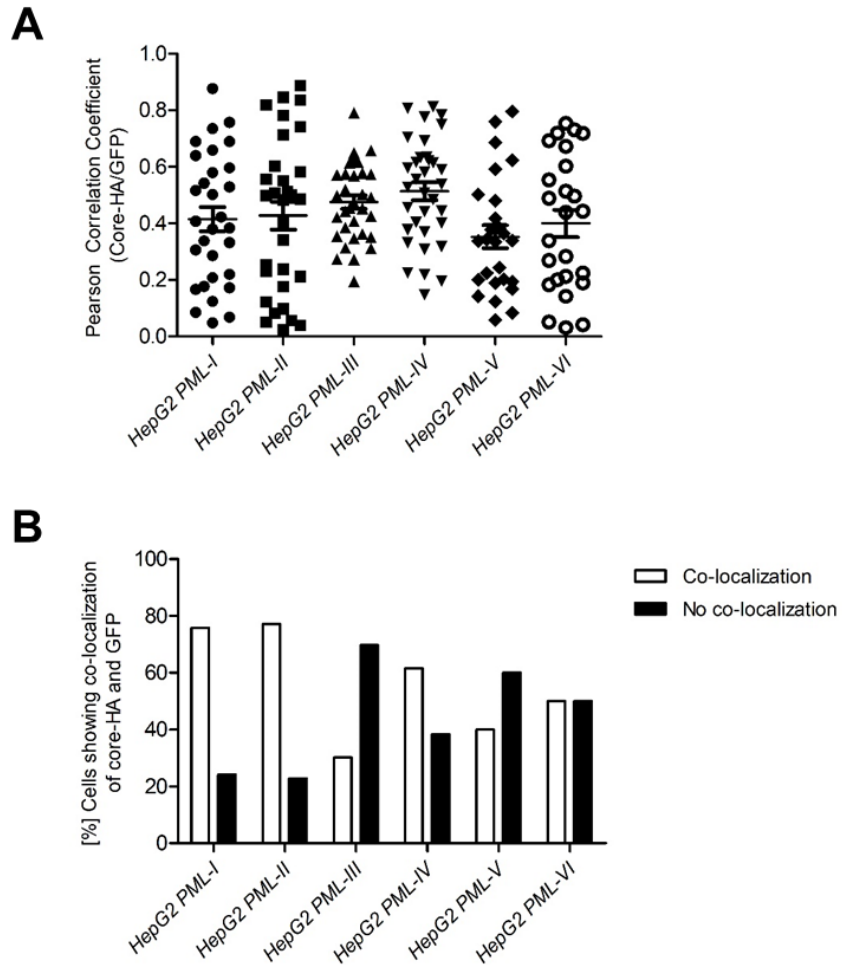 A
Pearson Correlation Coefficient
(Core-HA/GFP)
1.0
0.8
0.6
0.4
0.2
0.0
HepG2 PML-I
HepG2 PML-II
HepG2 PML-III
HepG2 PML-IV
HepG2 PML-V
HepG2 PML-VI
B
[%] Cells showing co-localization
of core-HA and GFP
100
80
60
40
20
0
HepG2 PML-I
HepG2 PML-II
HepG2 PML-III
HepG2 PML-IV
HepG2 PML-V
HepG2 PML-VI
Co-localization
No co-localization